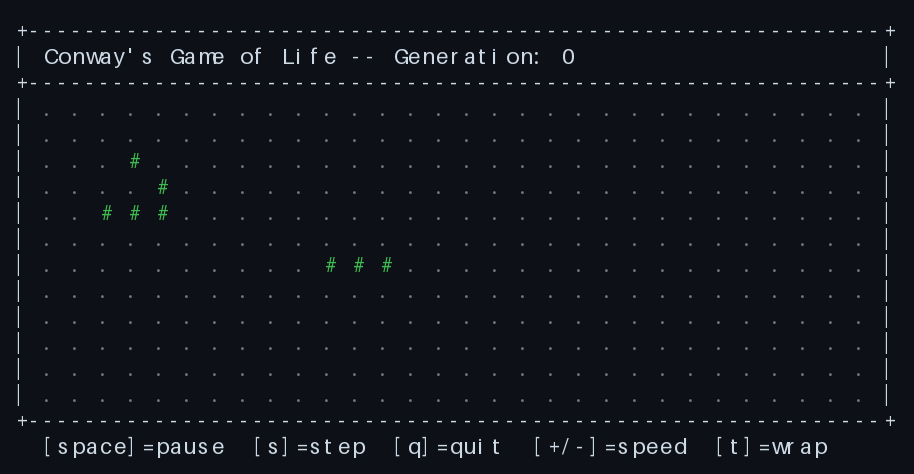 +-------------------------------------------------------------+
| Conway's Game of Life -- Generation: 0                      |
+-------------------------------------------------------------+
| . . . . . . . . . . . . . . . . . . . . . . . . . . . . . . |
| . . . . . . . . . . . . . . . . . . . . . . . . . . . . . . |
| . . . # . . . . . . . . . . . . . . . . . . . . . . . . . . |
| . . . . # . . . . . . . . . . . . . . . . . . . . . . . . . |
| . . # # # . . . . . . . . . . . . . . . . . . . . . . . . . |
| . . . . . . . . . . . . . . . . . . . . . . . . . . . . . . |
| . . . . . . . . . . # # # . . . . . . . . . . . . . . . . . |
| . . . . . . . . . . . . . . . . . . . . . . . . . . . . . . |
| . . . . . . . . . . . . . . . . . . . . . . . . . . . . . . |
| . . . . . . . . . . . . . . . . . . . . . . . . . . . . . . |
| . . . . . . . . . . . . . . . . . . . . . . . . . . . . . . |
| . . . . . . . . . . . . . . . . . . . . . . . . . . . . . . |
+-------------------------------------------------------------+
  [space]=pause  [s]=step  [q]=quit  [+/-]=speed  [t]=wrap